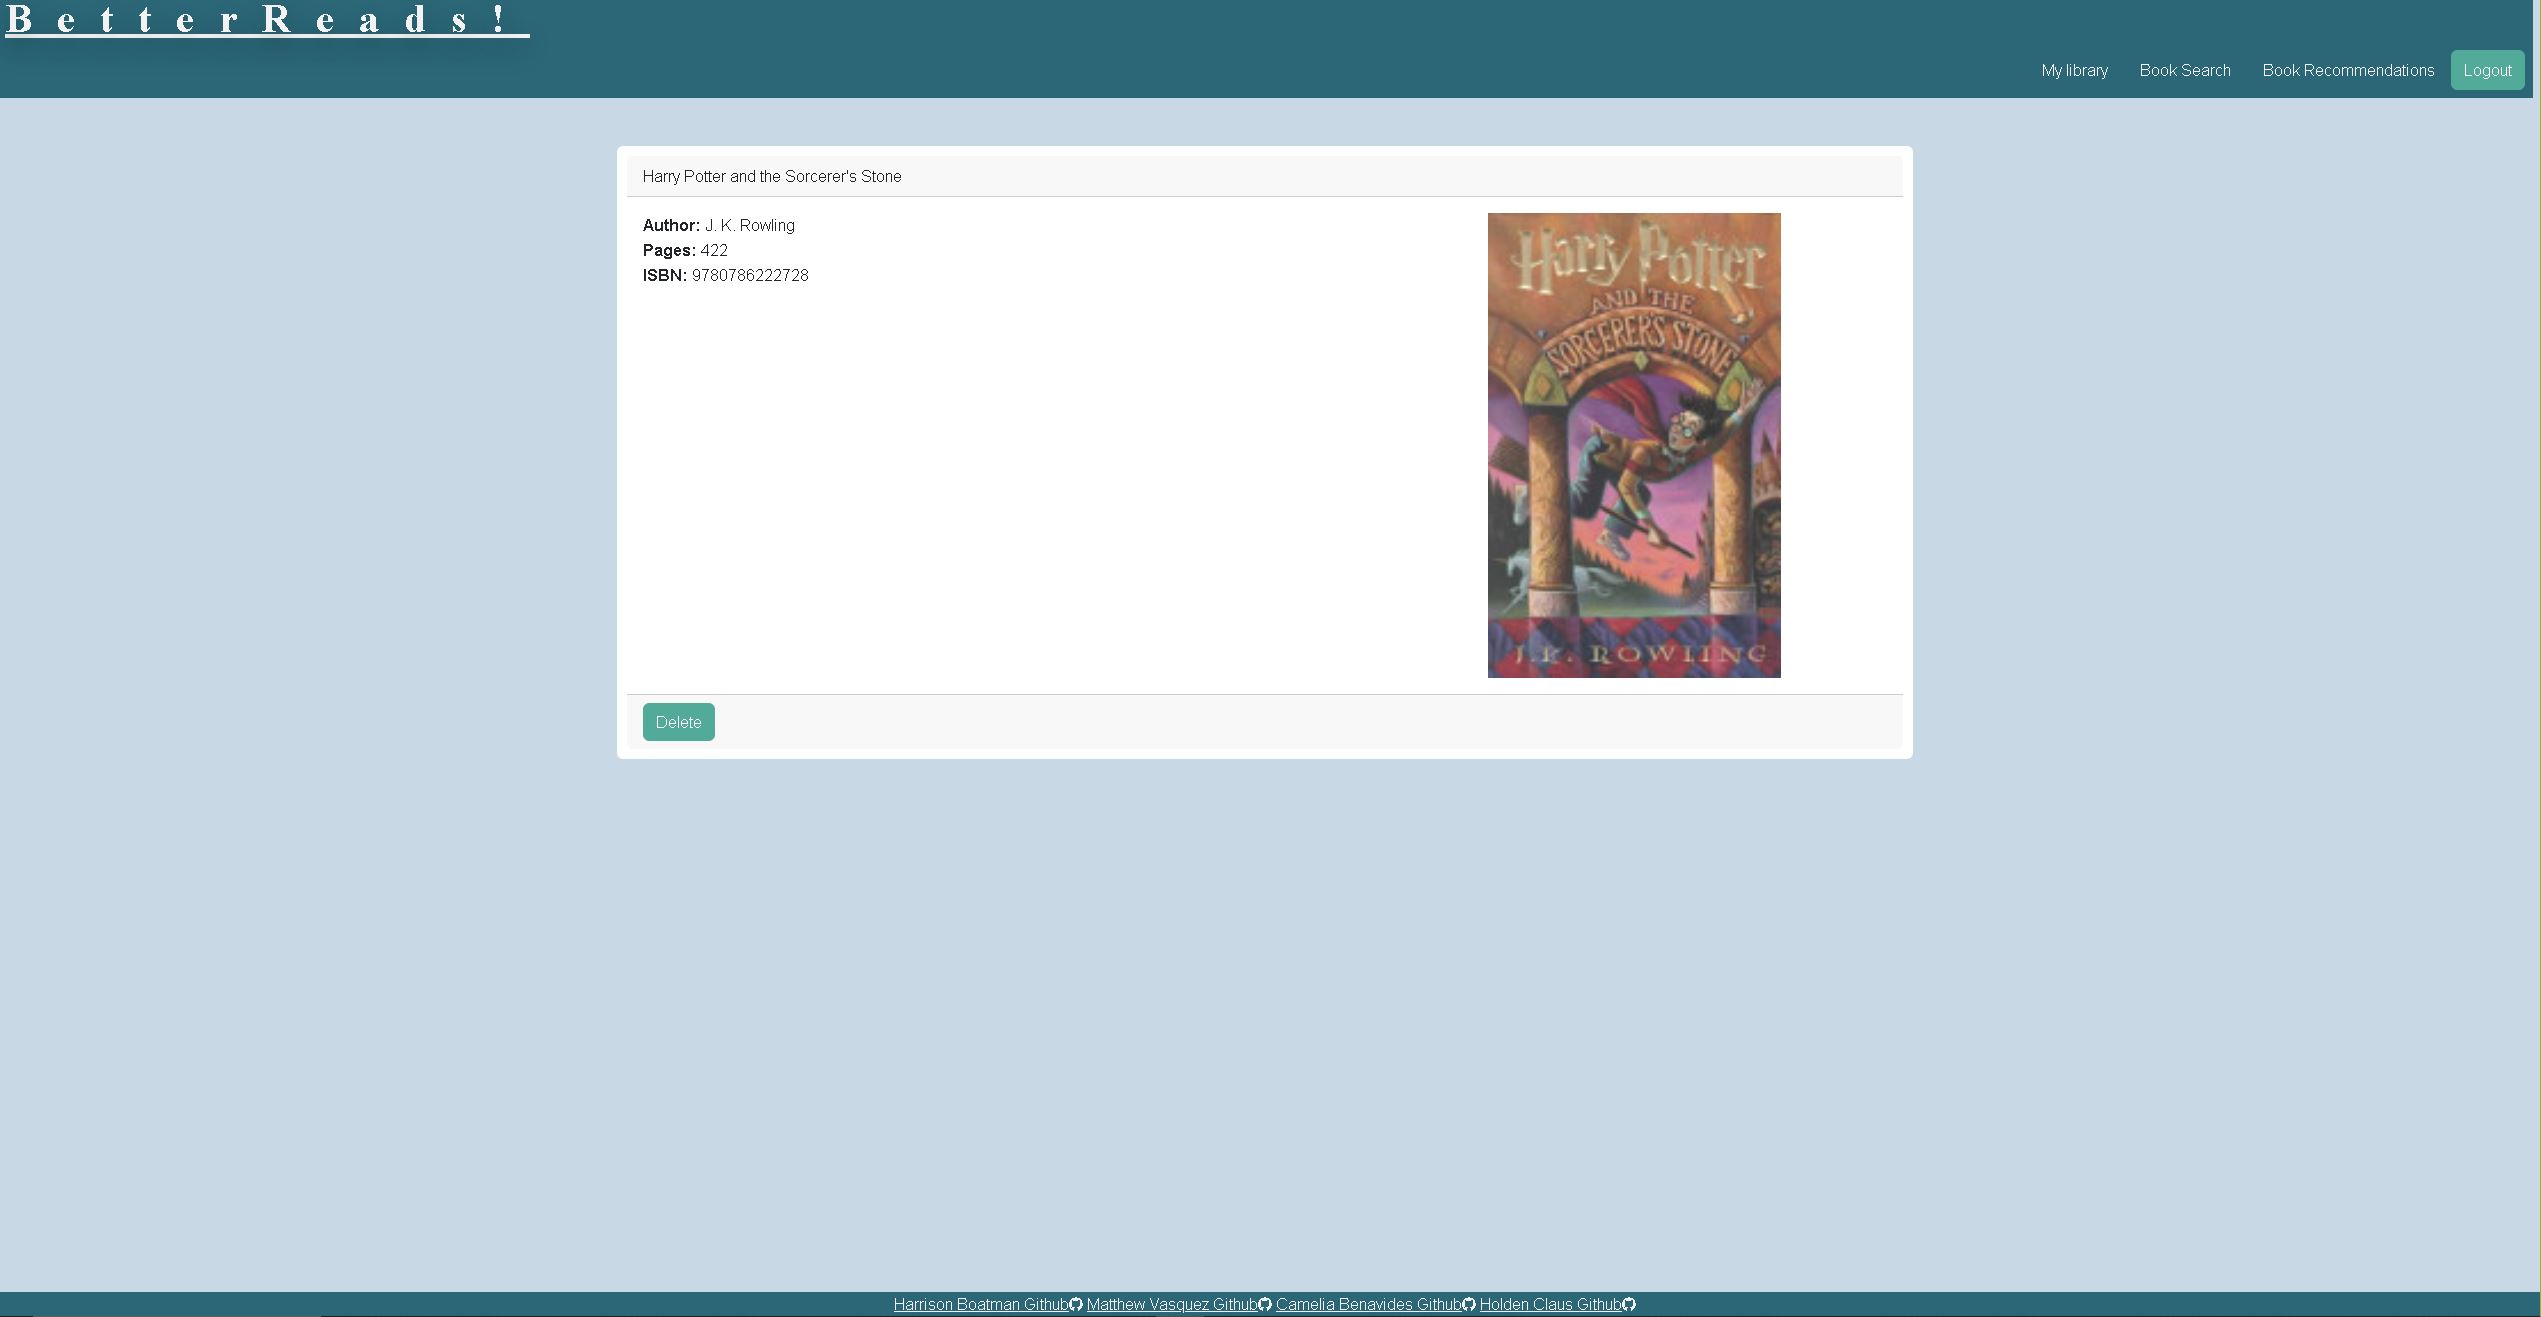 BetterReads!
My library
Book Search
Book Recommendations
Logout
Harry Potter and the Sorcerer's Stone
Author: J. K. Rowling
Pages: 422
ISBN: 9780786222728
Harry Potter
AND THE
SORCERER'S STONE
J.K. ROWLING
Delete
Harrison Boatman Github Matthew Vasquez Github Camelia Benavides Github Holden Claus Github